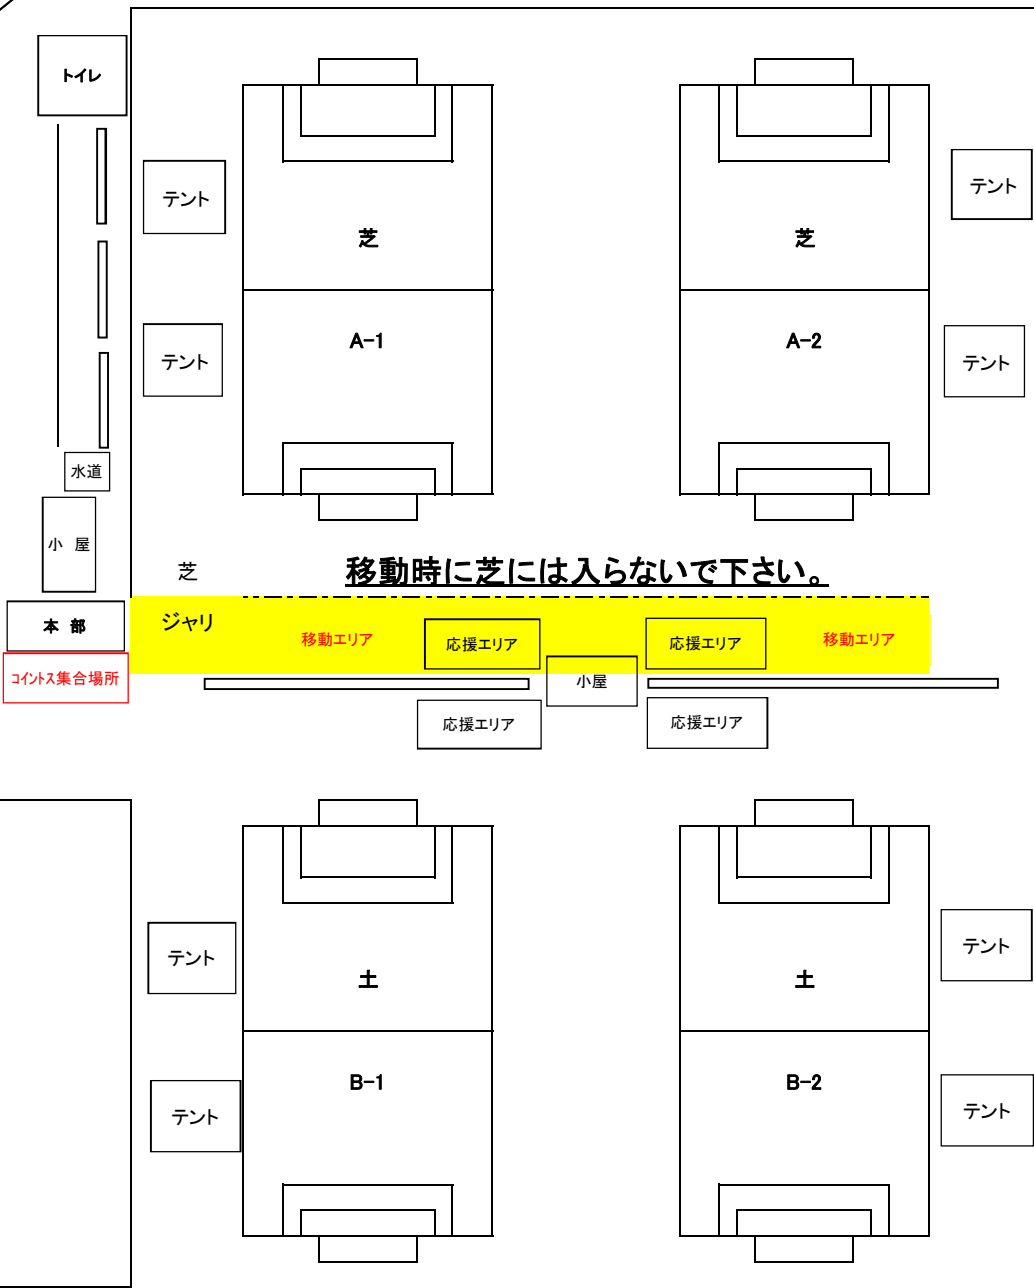 トイレ
テント
テント
芝
芝
A-1
A-2
テント
テント
水道
小 屋
芝
移動時に芝には入らないで下さい。
本 部
ジャリ
移動エリア
応援エリア
応援エリア
移動エリア
コイントス集合場所
小屋
応援エリア
応援エリア
テント
テント
土
土
B-1
B-2
テント
テント